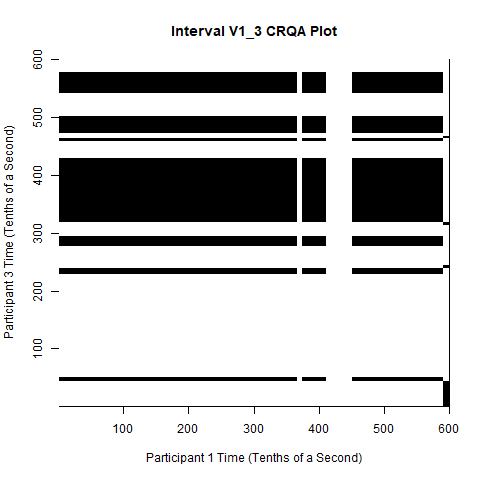 Interval V1_3 CRQA Plot
600
500
400
300
200
100
Participant 3 Time (Tenths of a Second)
100 200 300 400 500 600
Participant 1 Time (Tenths of a Second)